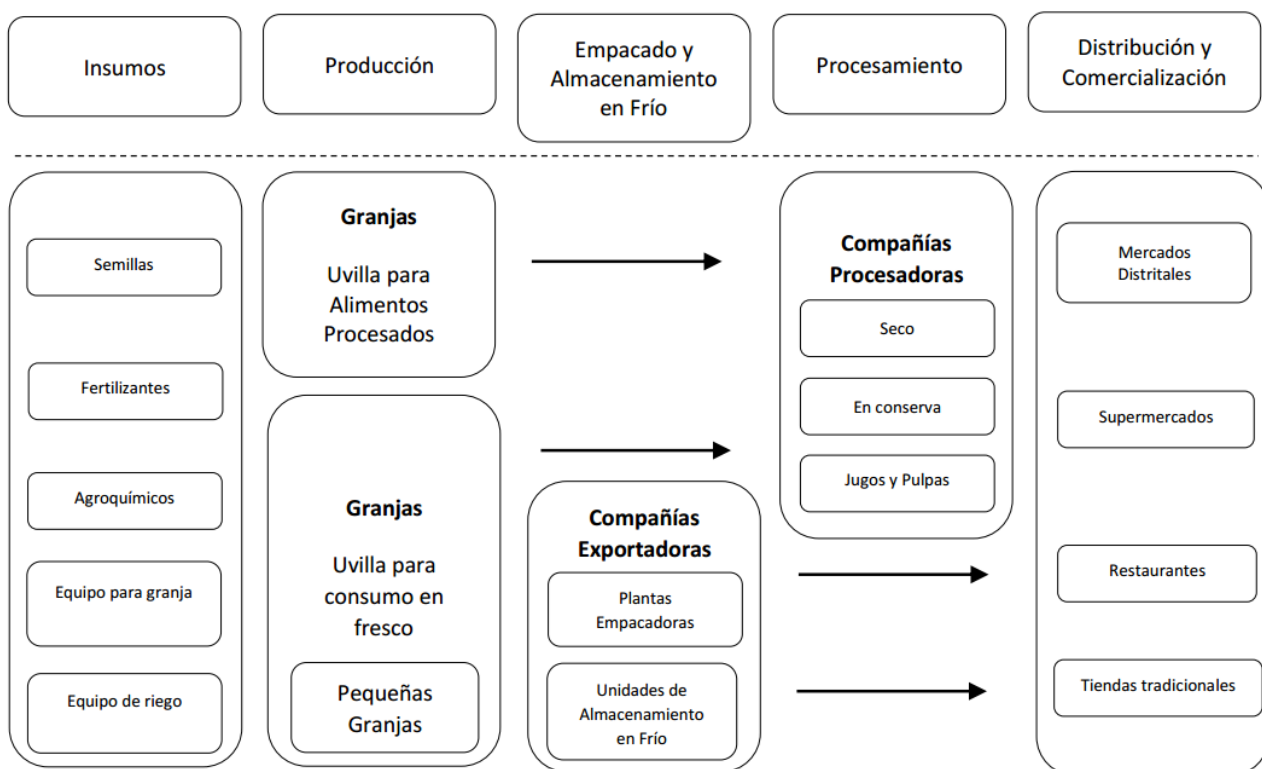 Insumos
Producción
Empacado y
Almacenamiento
en Frío
Procesamiento
Distribución y
Comercialización
Semillas
Fertilizantes
Agroquímicos
Equipo para granja
Equipo de riego
Granjas
Uvilla para
Alimentos
Procesados
Granjas
Uvilla para
consumo en
fresco
Pequeñas
Granjas
Compañías
Exportadoras
Plantas
Empacadoras
Unidades de
Almacenamiento
en Frío
Compañías
Procesadoras
Seco
En conserva
Jugos y Pulpas
Mercados
Distritales
Supermercados
Restaurantes
Tiendas tradicionales